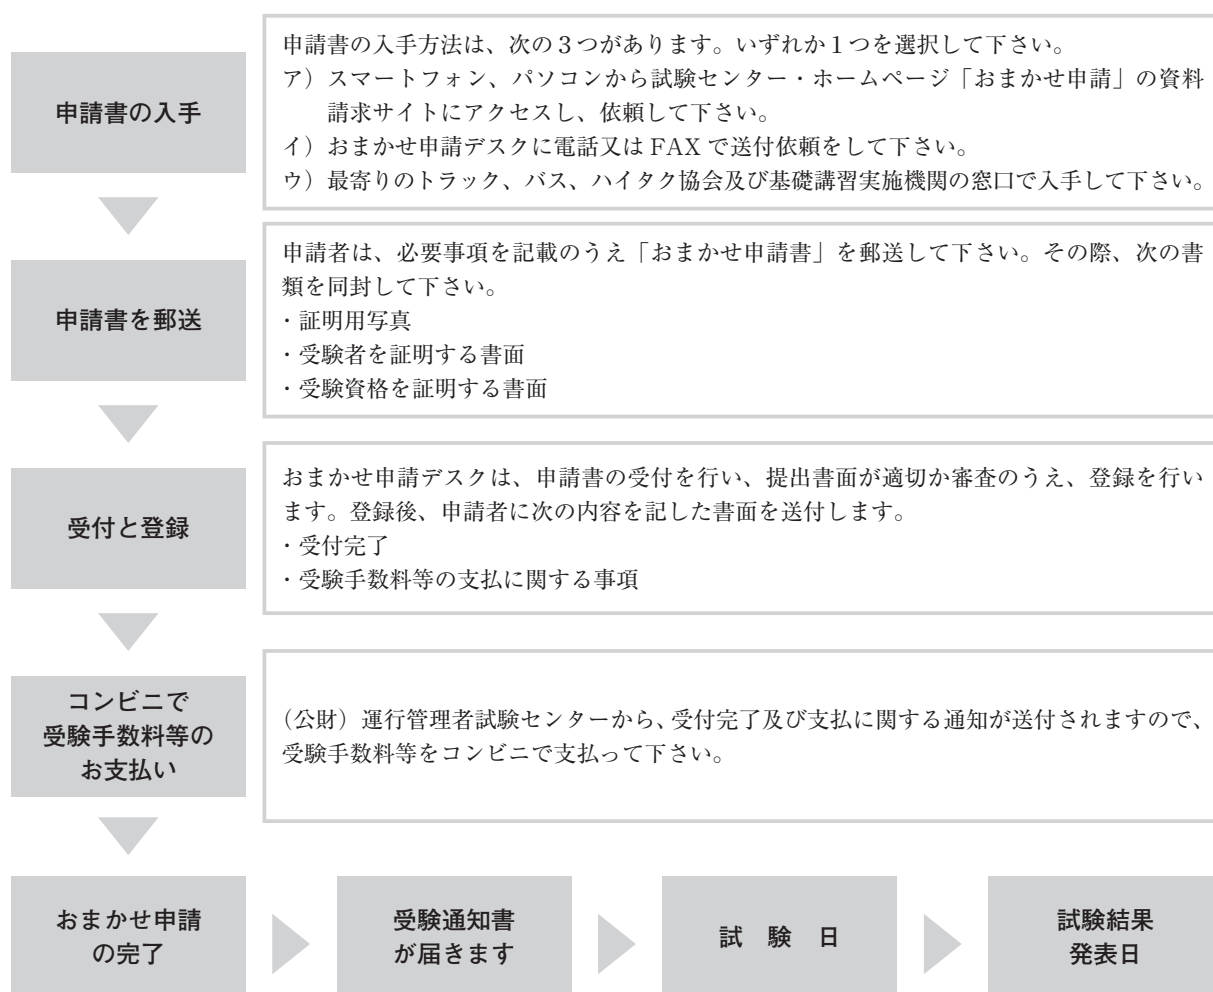 申請書の入手
申請書の入手方法は、次の3つがあります。いずれか1つを選択して下さい。
ア）スマートフォン、パソコンから試験センター・ホームページ「おまかせ申請」の資料
請求サイトにアクセスし、依頼して下さい。
イ）おまかせ申請デスクに電話又は FAX で送付依頼をして下さい。
ウ）最寄りのトラック、バス、ハイタク協会及び基礎講習実施機関の窓口で入手して下さい。
申請書を郵送
申請者は、必要事項を記載のうえ「おまかせ申請書」を郵送して下さい。その際、次の書
類を同封して下さい。
・証明用写真
・受験者を証明する書面
・受験資格を証明する書面
受付と登録
おまかせ申請デスクは、申請書の受付を行い、提出書面が適切か審査のうえ、登録を行い
ます。登録後、申請者に次の内容を記した書面を送付します。
・受付完了
・受験手数料等の支払に関する事項
コンビニで
受験手数料等の
お支払い
（公財）運行管理者試験センターから、受付完了及び支払に関する通知が送付されますので、
受験手数料等をコンビニで支払って下さい。
おまかせ申請
の完了
受験通知書
が届きます
試　験　日
試験結果
発表日